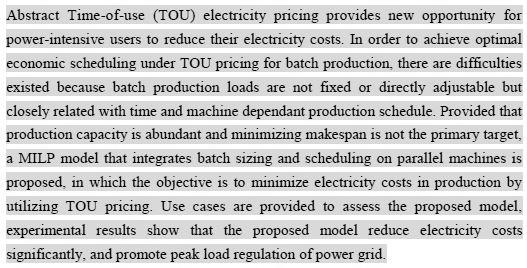 Abstract Time-of-use (TOU) electricity pricing provides new opportunity for
power-intensive users to reduce their electricity costs. In order to achieve optimal
economic scheduling under TOU pricing for batch production, there are difficulties
existed because batch production loads are not fixed or directly adjustable but
closely related with time and machine dependant production schedule. Provided that
production capacity is abundant and minimizing makespan is not the primary target,
a MILP model that integrates batch sizing and scheduling on parallel machines is
proposed, in which the objective is to minimize electricity costs in production by
utilizing TOU pricing. Use cases are provided to assess the proposed model,
experimental results show that the proposed model reduce electricity costs
significantly, and promote peak load regulation of power grid.